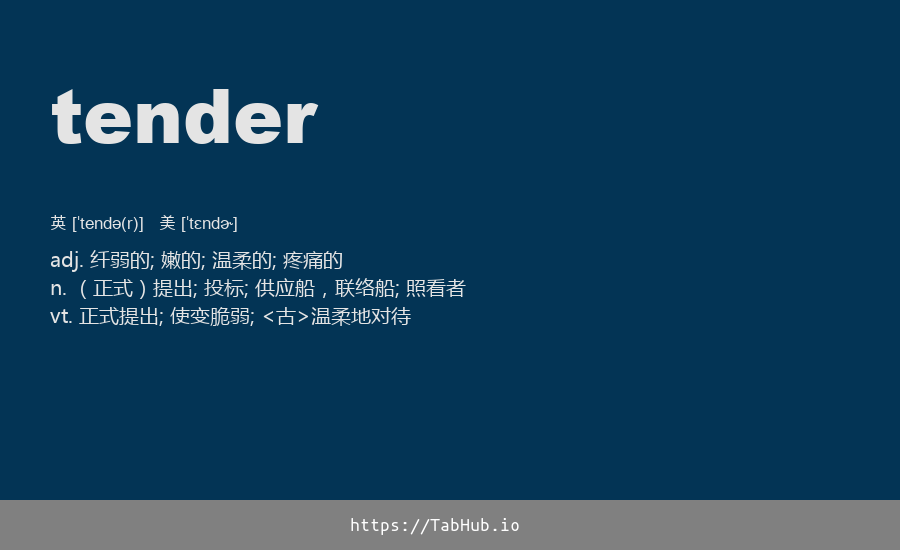 tender
英 [ˈtendə(r)] 美 [ˈtɛndɚ]
adj. 纤弱的; 嫩的; 温柔的; 疼痛的
n. （正式）提出; 投标; 供应船，联络船; 照看者
vt. 正式提出; 使变脆弱; <古>温柔地对待
https://TabHub.io